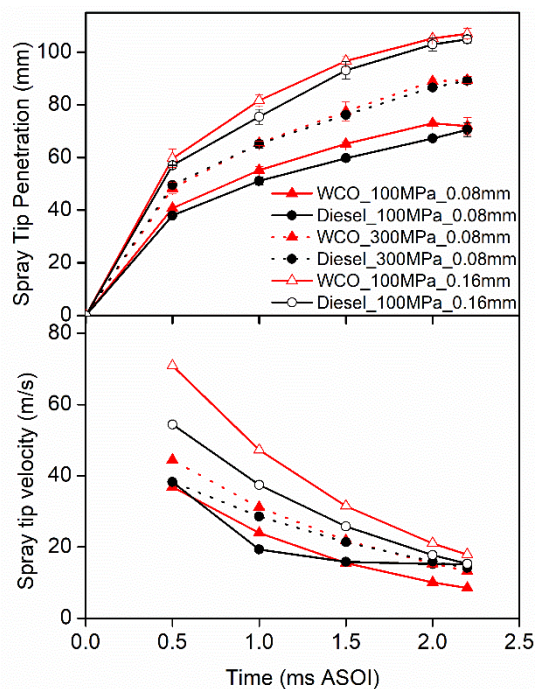 Spray Tip Penetration (mm)
100
80
60
40
20
0
WCO_100MPa_0.08mm
Diesel_100MPa_0.08mm
WCO_300MPa_0.08mm
Diesel_300MPa_0.08mm
WCO_100MPa_0.16mm
Diesel_100MPa_0.16mm
Spray tip velocity (m/s)
80
60
40
20
0
0.0 0.5 1.0 1.5 2.0 2.5
Time (ms ASOI)